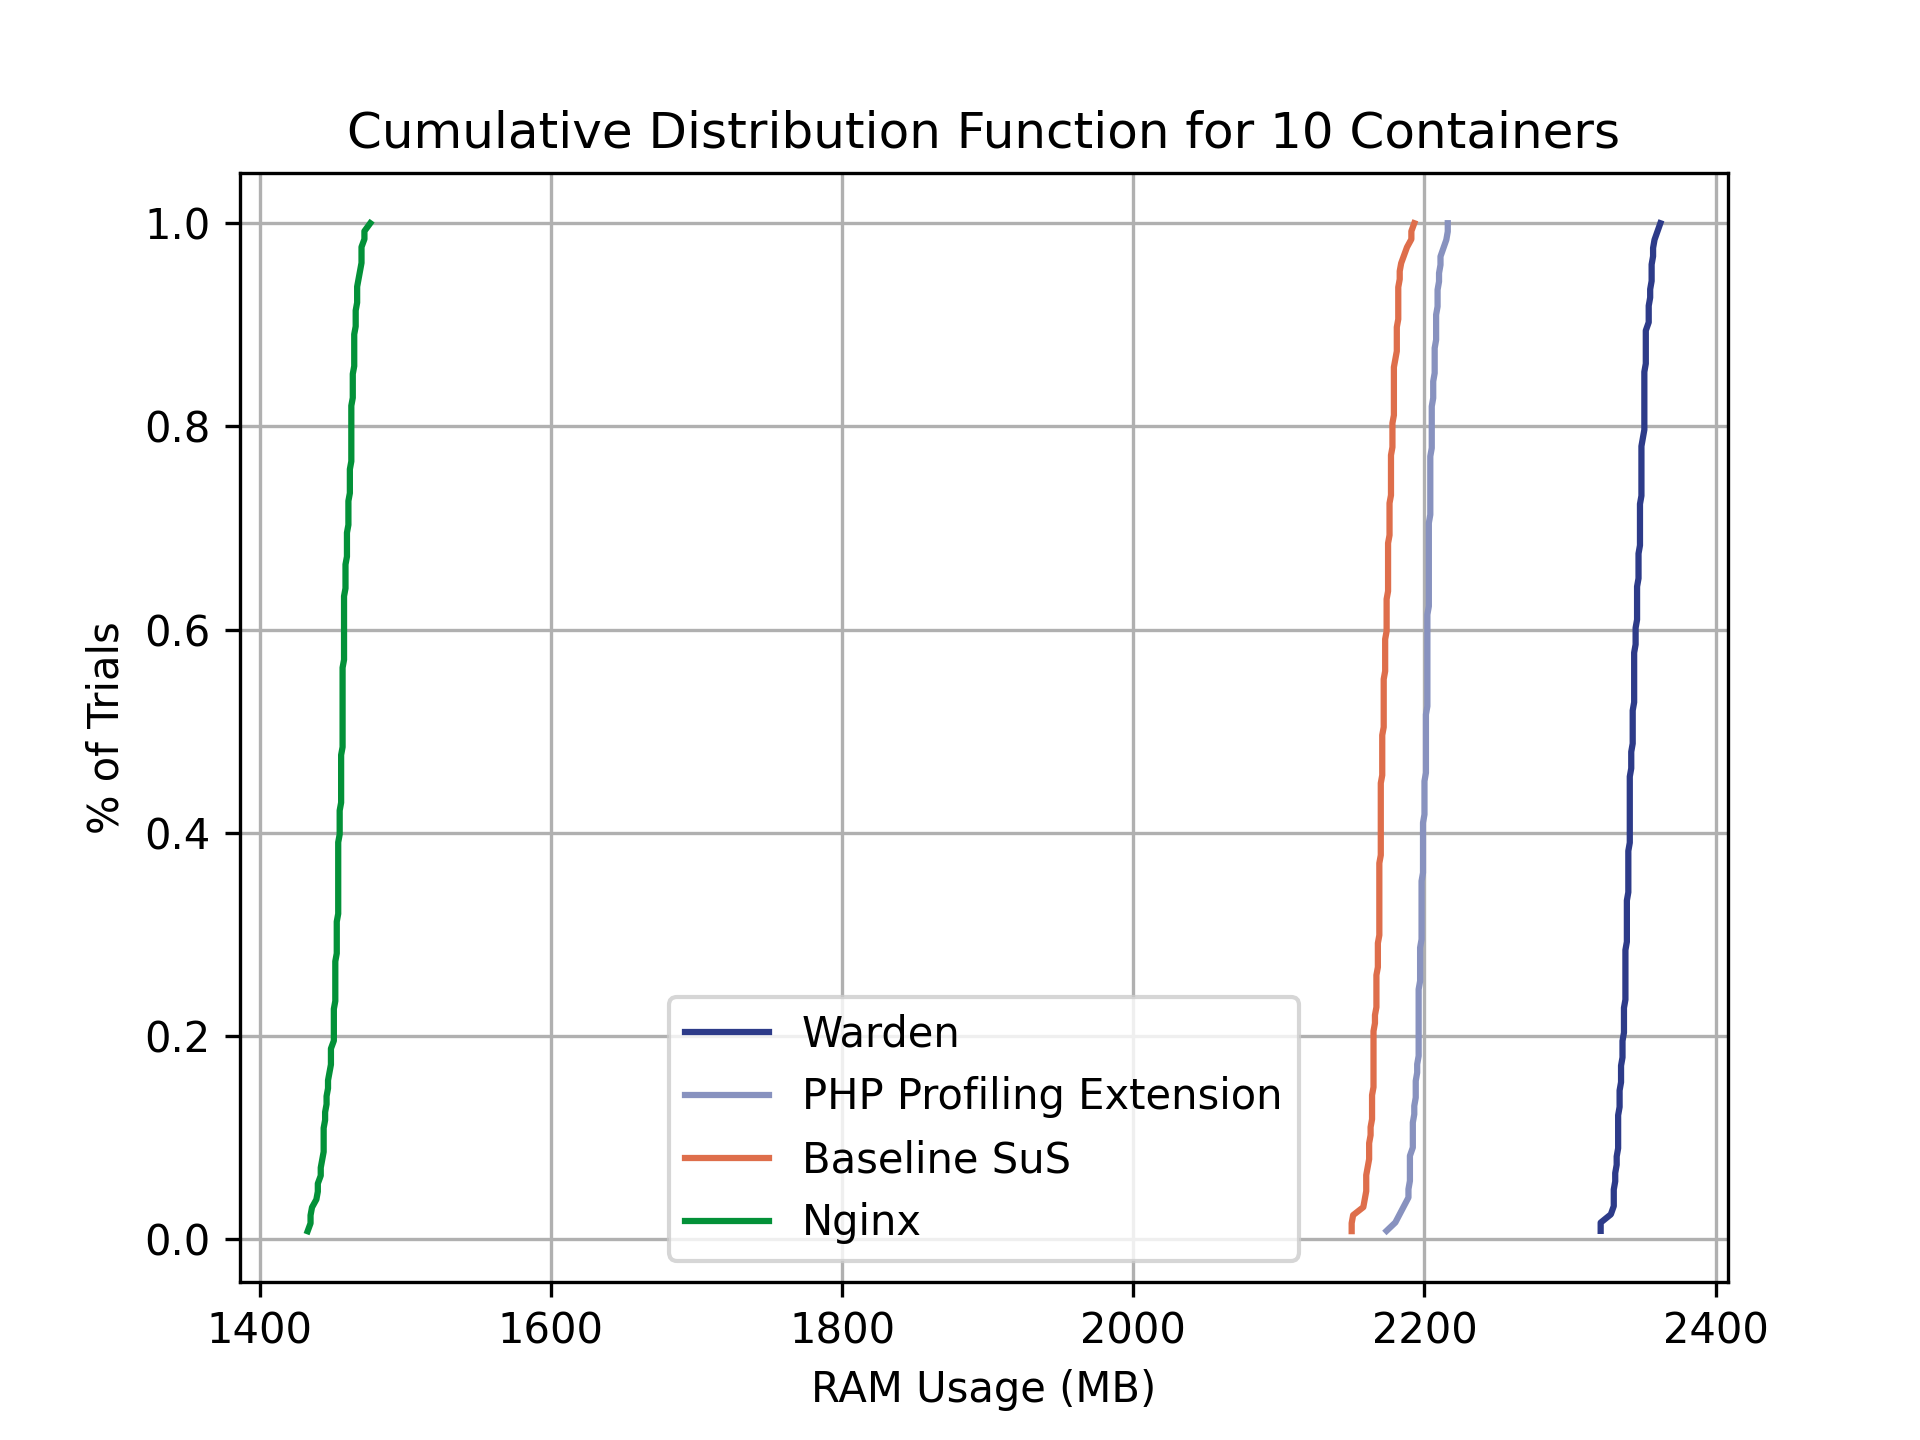 Cumulative Distribution Function for 10 Containers
1.0
0.8
0.6
0.4
0.2
0.0
% of Trials
Warden
PHP Profiling Extension
Baseline SuS
Nginx
1400 1600 1800 2000 2200 2400
RAM Usage (MB)